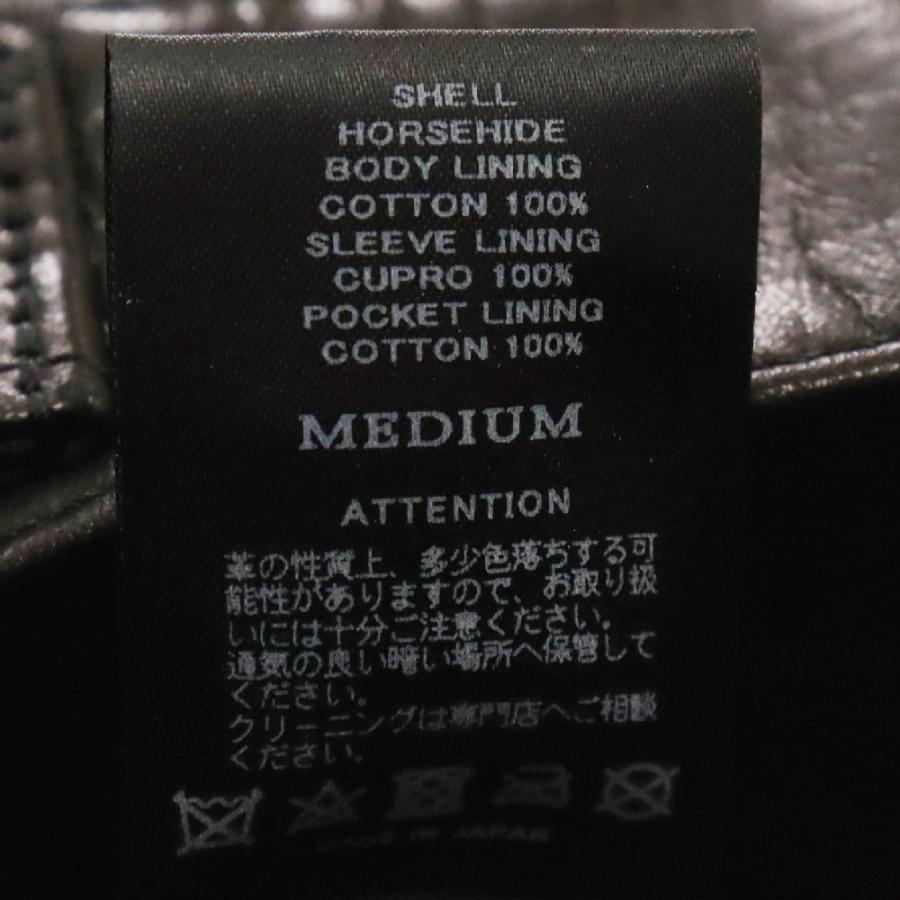 SHELL
HORSEHIDE
BODY LINING
COTTON 100%
SLEEVE LINING
CUPRO 100%
POCKET LINING
COTTON 100%
MEDIUM
ATTENTION
革の性質上、多少色落ちする可
能性がありますので、お取り扱
いには十分ご注意ください。
通気の良い暗い場所へ保管して
ください。
クリーニングは専門店へご相談
ください。
MADE IN JAPAN